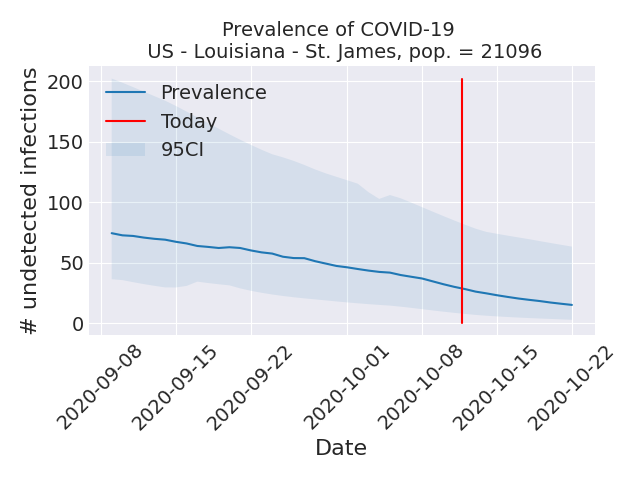 Prevalence of COVID-19
US - Louisiana - St. James, pop. = 21096
# undetected infections
200
150
100
50
0
Prevalence
Today
95CI
2020-09-08
2020-09-15
2020-09-22
2020-10-01
2020-10-08
2020-10-15
2020-10-22
Date